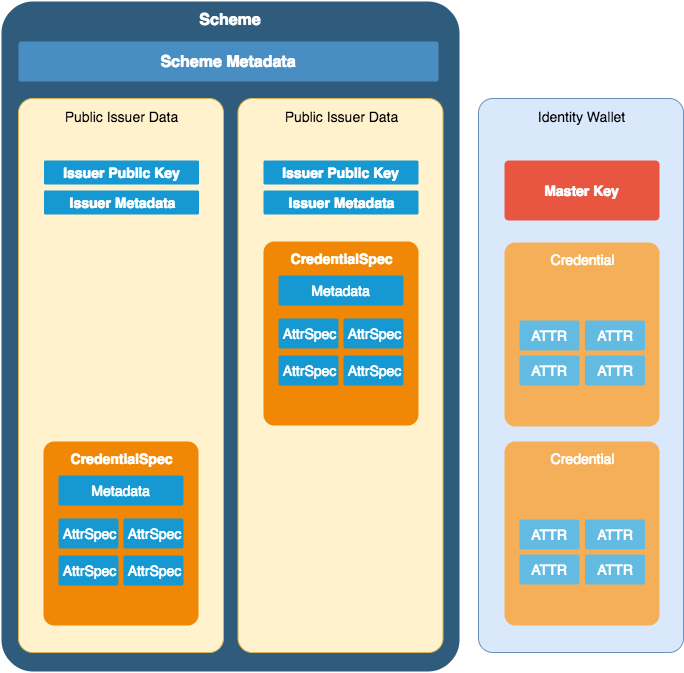 Scheme
Scheme Metadata
Public Issuer Data
Issuer Public Key
Issuer Metadata
CredentialSpec
Metadata
AttrSpec AttrSpec
AttrSpec AttrSpec
Public Issuer Data
Issuer Public Key
Issuer Metadata
CredentialSpec
Metadata
AttrSpec AttrSpec
AttrSpec AttrSpec
Identity Wallet
Master Key
Credential
ATTR ATTR
ATTR ATTR
Credential
ATTR ATTR
ATTR ATTR